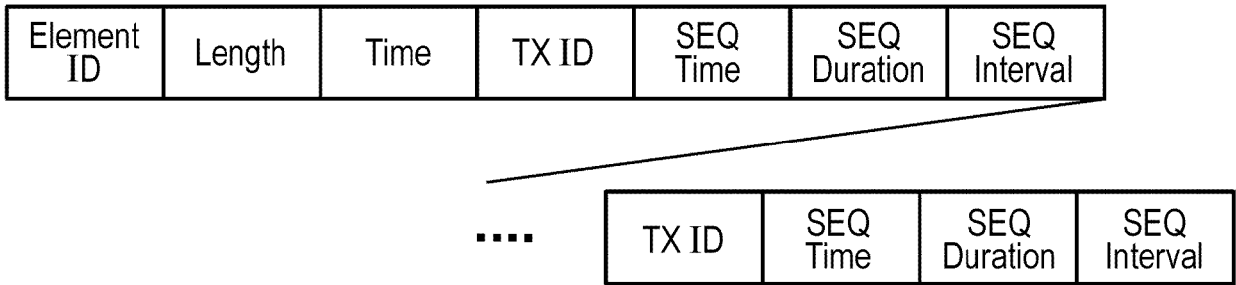 Element ID
Length
Time
TX ID
SEQ Time
SEQ Duration
SEQ Interval
....
TX ID
SEQ Time
SEQ Duration
SEQ Interval